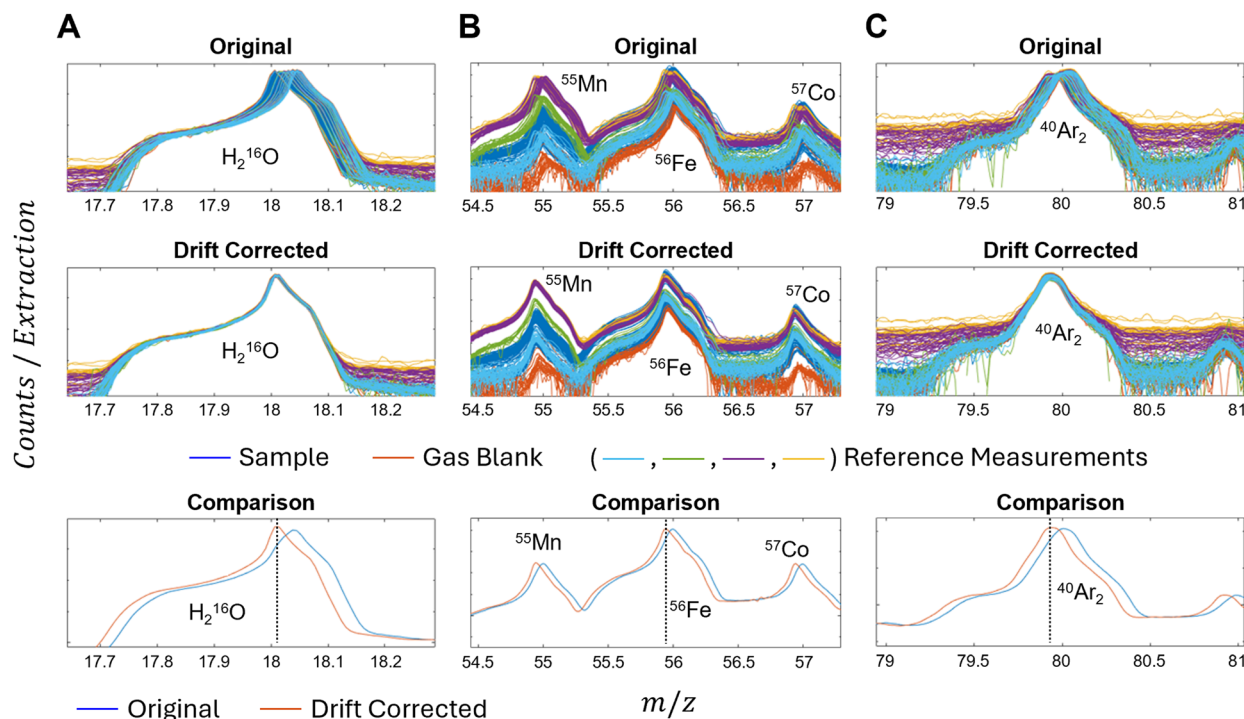 A
B
C
Original
Original
Original
H₂¹⁶O
⁵⁵Mn
⁵⁶Fe
⁵⁷Co
⁴⁰Ar₂
17.7 17.8 17.9 18 18.1 18.2
54.5 55 55.5 56 56.5 57
79 79.5 80 80.5 81
Drift Corrected
Drift Corrected
Drift Corrected
H₂¹⁶O
⁵⁵Mn
⁵⁶Fe
⁵⁷Co
⁴⁰Ar₂
17.7 17.8 17.9 18 18.1 18.2
54.5 55 55.5 56 56.5 57
79 79.5 80 80.5 81
Counts / Extraction
Sample Gas Blank ( , , , ) Reference Measurements
Comparison
Comparison
Comparison
H₂¹⁶O
⁵⁵Mn
⁵⁶Fe
⁵⁷Co
⁴⁰Ar₂
17.7 17.8 17.9 18 18.1 18.2
54.5 55 55.5 56 56.5 57
79 79.5 80 80.5 81
Original Drift Corrected
m/z